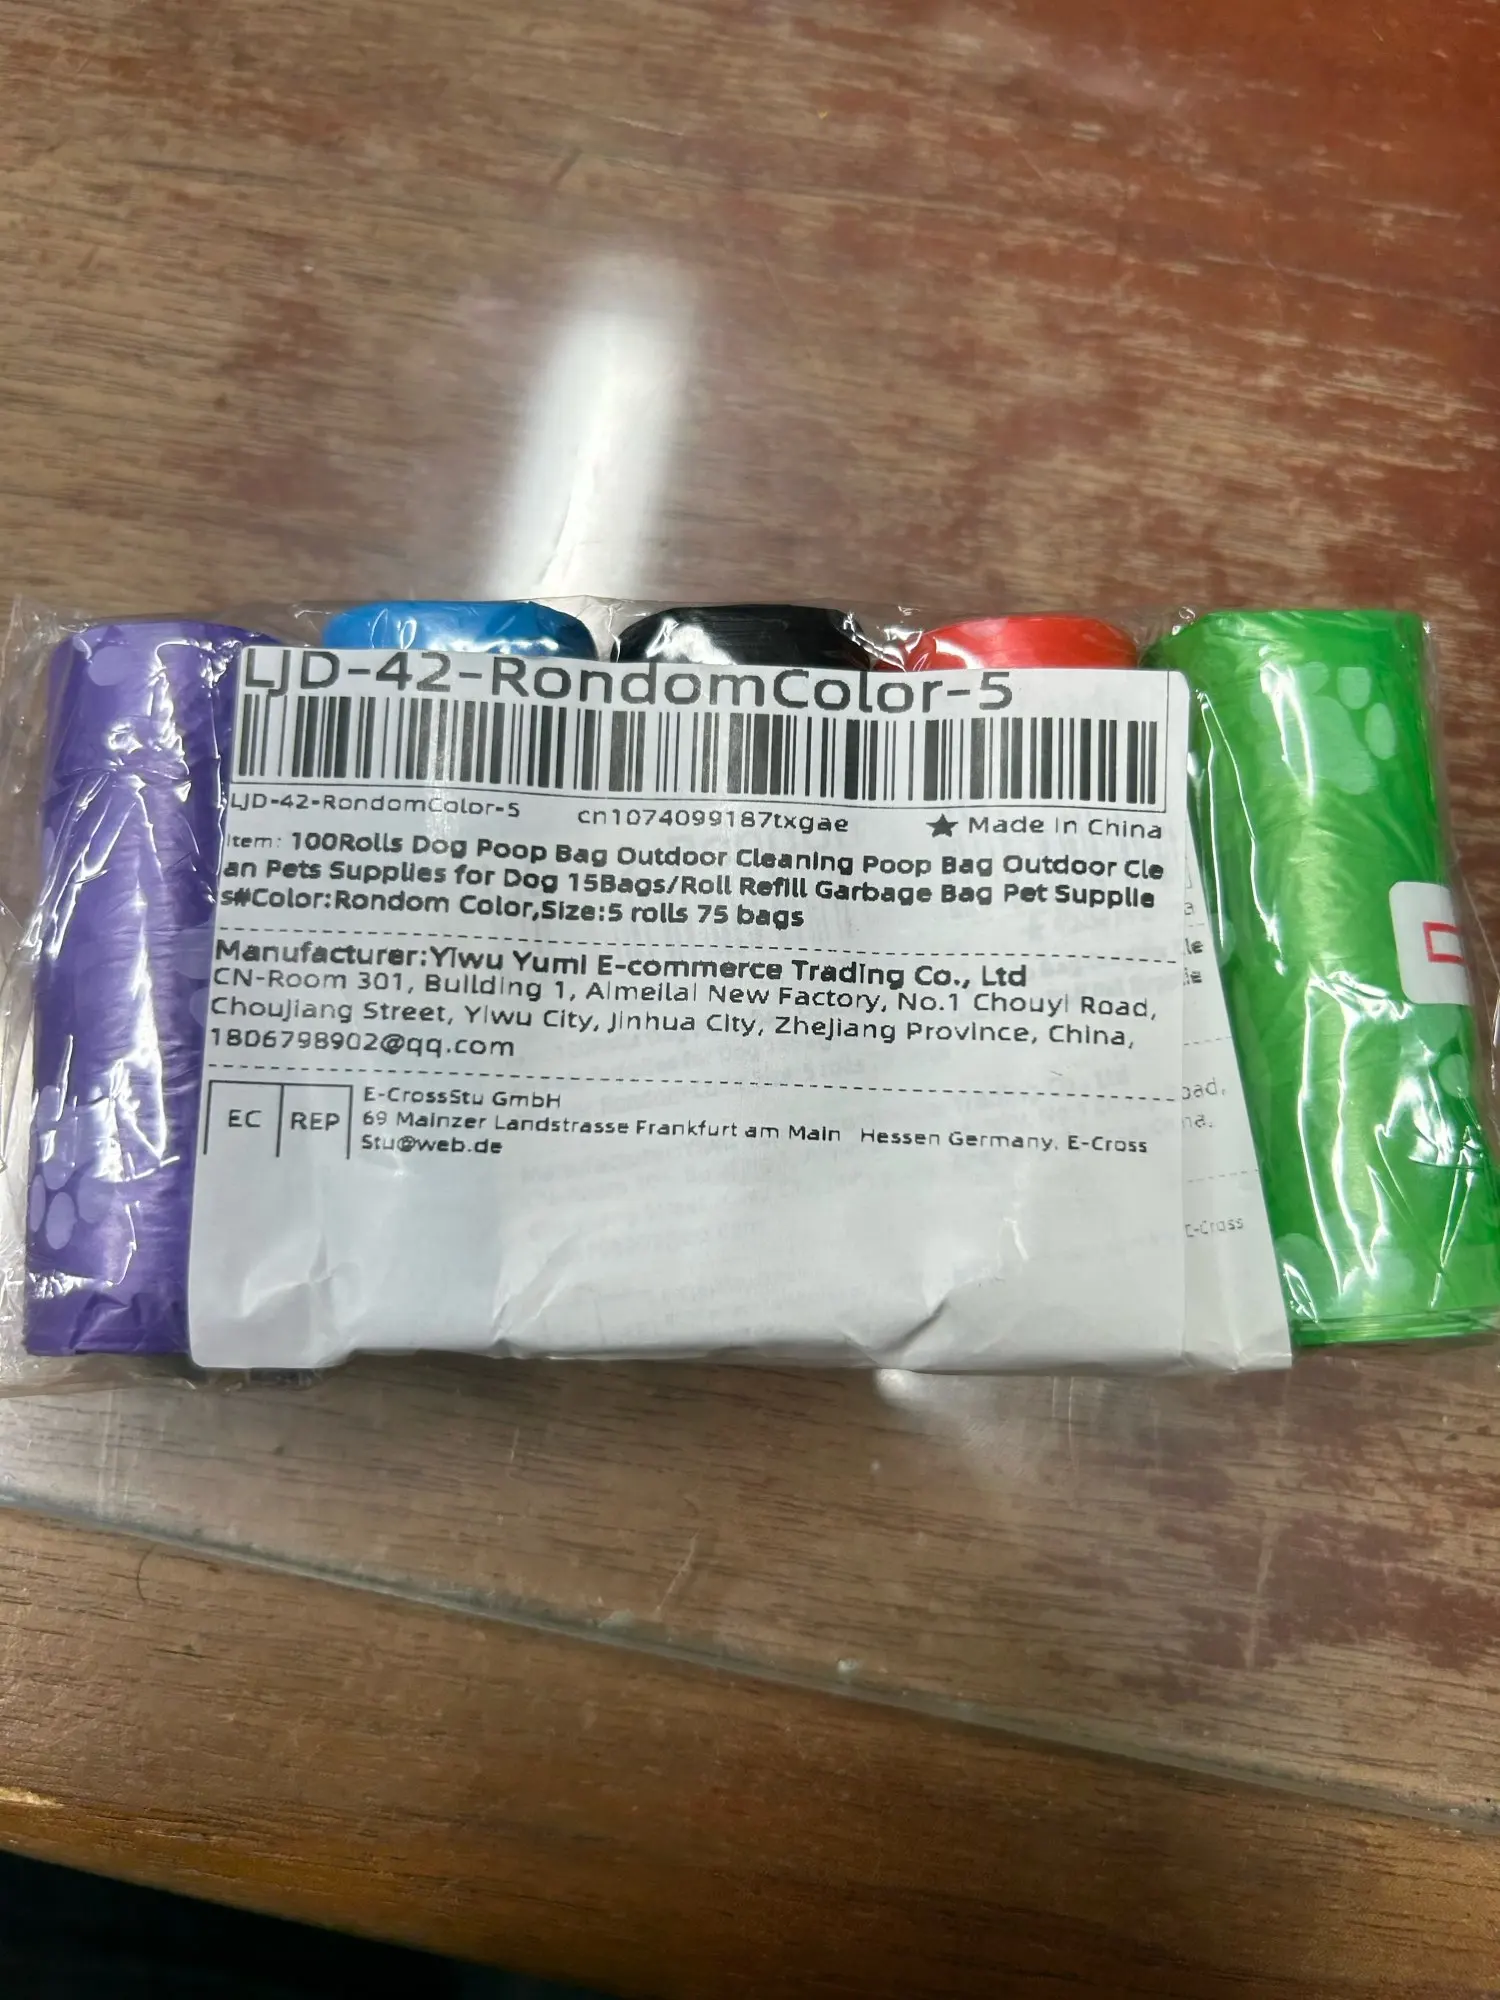 LJD-42-RondomColor-5
LJD-42-RondomColor-5 cn1074099187txgae ★ Made In China
Item: 100Rolls Dog Poop Bag Outdoor Cleaning Poop Bag Outdoor Cle
an Pets Supplies for Dog 15Bags/Roll Refill Garbage Bag Pet Supplie
s#Color:Rondom Color,Size:5 rolls 75 bags
Manufacturer:Yiwu Yumi E-commerce Trading Co., Ltd
CN-Room 301, Building 1, Aimeilai New Factory, No.1 Chouyi Road,
Choujiang Street, Yiwu City, Jinhua City, Zhejiang Province, China,
1806798902@qq.com
EC REP
E-CrossStu GmbH
69 Mainzer Landstrasse Frankfurt am Main Hessen Germany. E-Cross
Stu@web.de
E-Cross